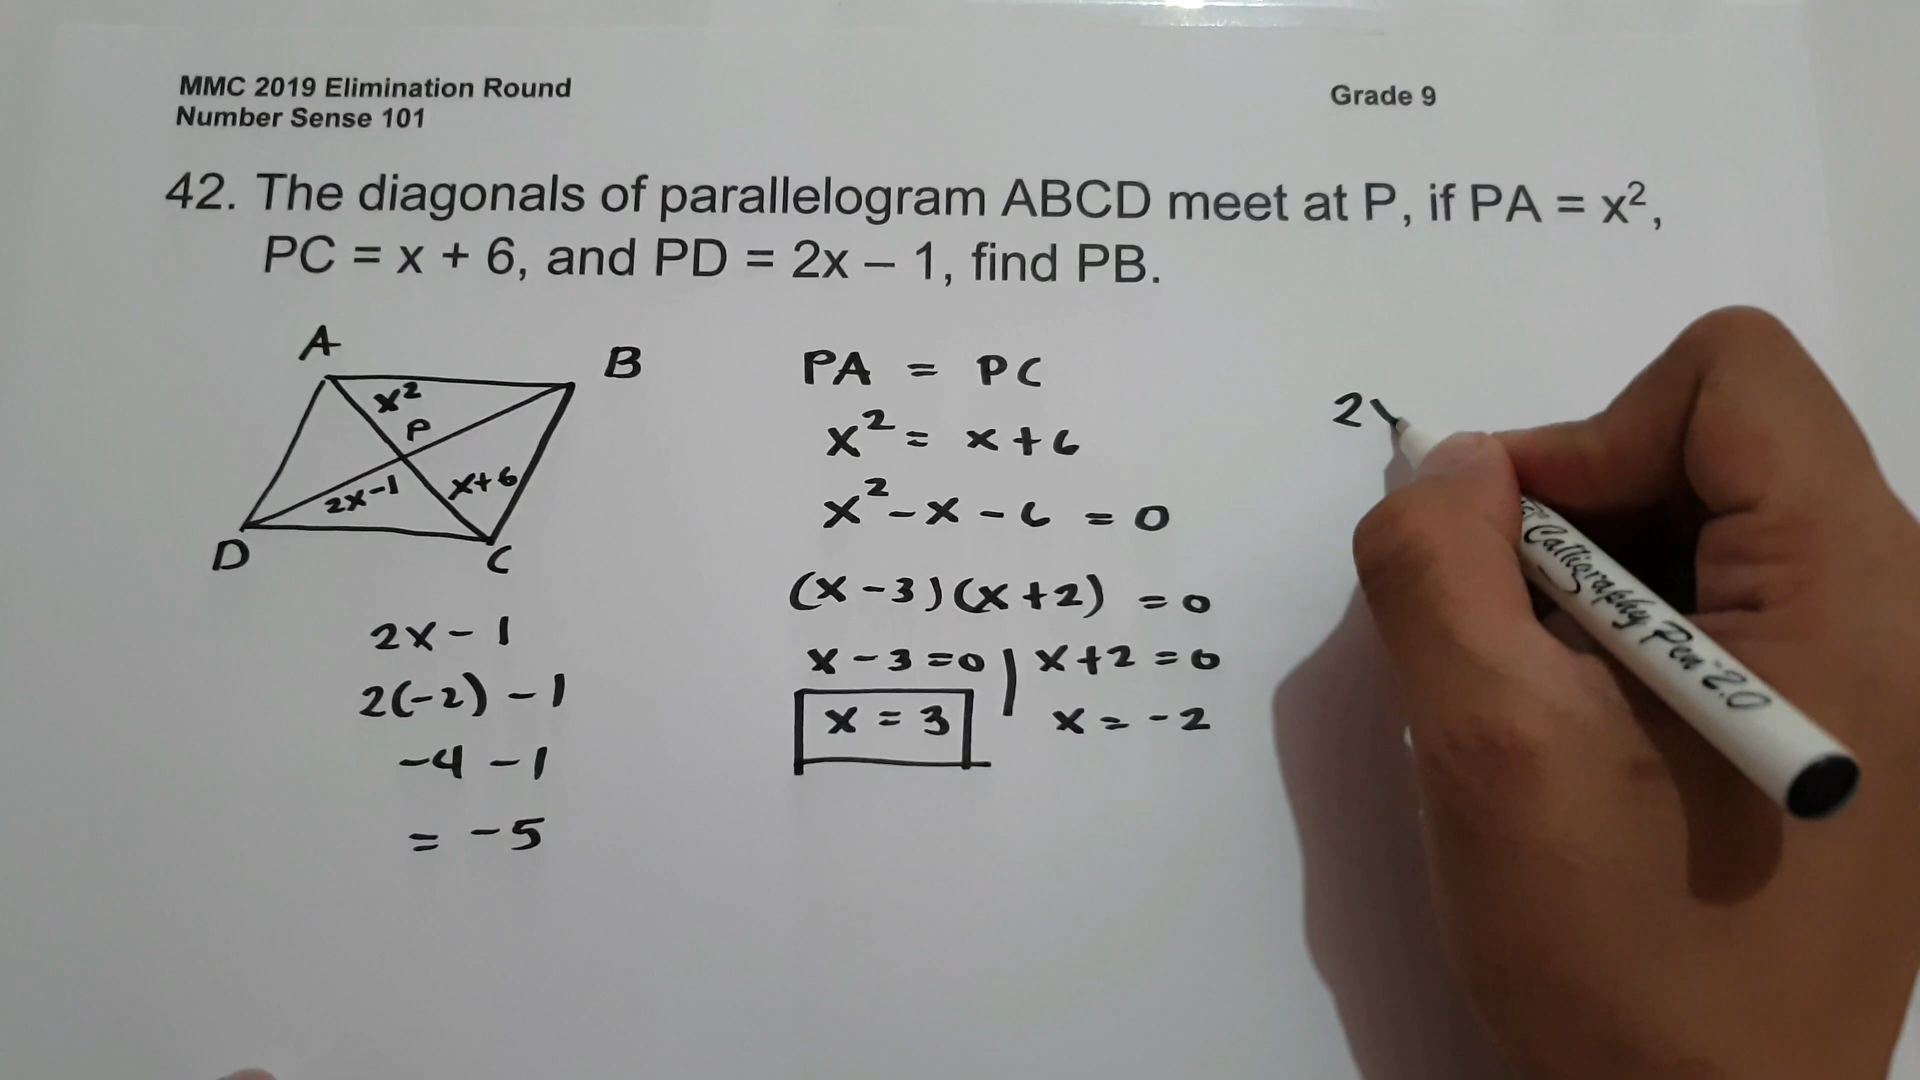 MMC 2019 Elimination Round
Number Sense 101
Grade 9
42. The diagonals of parallelogram ABCD meet at P, if PA = x²,
PC = x + 6, and PD = 2x – 1, find PB.
A
B
x²
P
2x-1
x+6
D
C
2x - 1
2(-2) - 1
-4 - 1
= -5
PA = PC
x² = x + 6
x² - x - 6 = 0
(x - 3)(x + 2) = 0
x - 3 = 0 | x + 2 = 0
x = 3
x = -2
2x
Calligraphy Pen-2.0